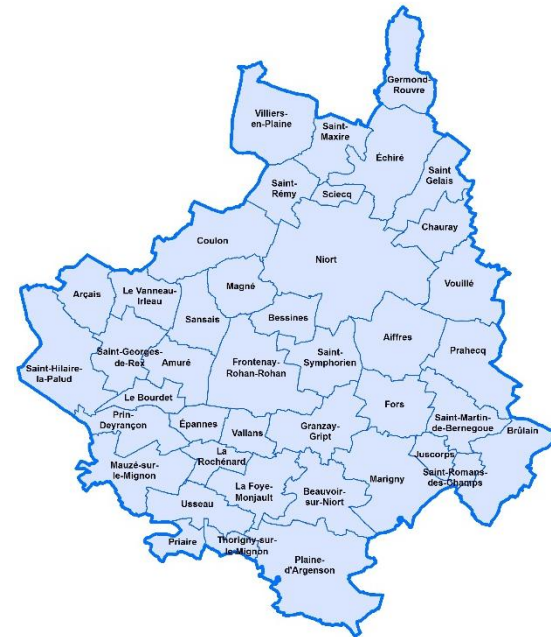 Germond-
Rouvre
Villiers-
en-Plaine
Saint-
Maxire
Échiré
Saint
Gelais
Saint-
Rémy
Sciecq
Chauray
Coulon
Niort
Vouillé
Arçais
Le Vanneau-
Irleau
Magné
Sansais
Bessines
Aiffres
Prahecq
Saint-Hilaire-
la-Palud
Saint-Georges-
de-Rex
Amuré
Frontenay-
Rohan-Rohan
Saint-
Symphorien
Le Bourdet
Fors
Saint-Martin-
de-Bernegoue
Brûlain
Prin-
Deyrançon
Épannes
Vallans
Granzay-
Gript
Juscorps
Saint-Romans-
des-Champs
Mauzé-sur-
le-Mignon
La
Rochénard
La Foye-
Monjault
Beauvoir-
sur-Niort
Marigny
Usseau
Priaire
Thorigny-sur-
le-Mignon
Plaine-
d'Argenson